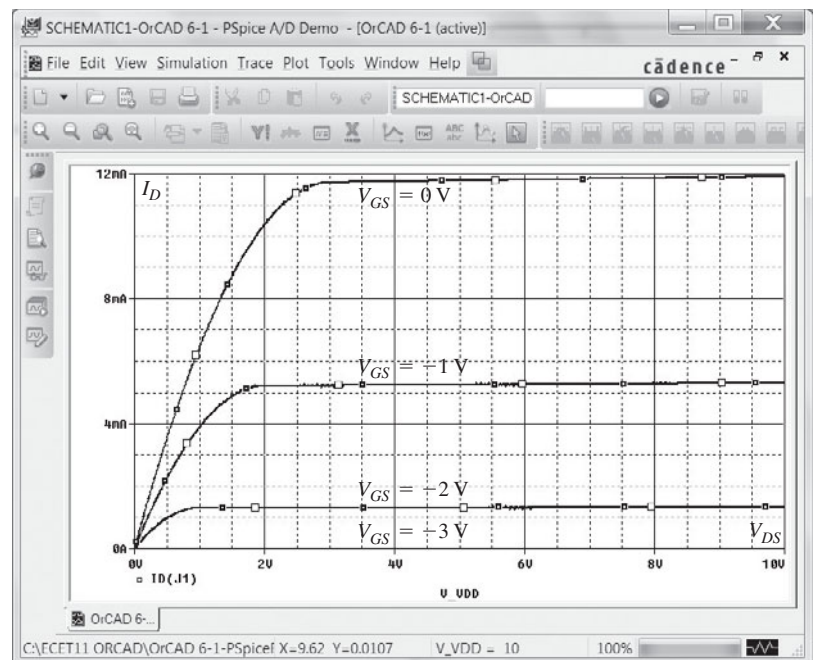 SCHEMATIC1-OrCAD 6-1 - PSpice A/D Demo - [OrCAD 6-1 (active)]
File Edit View Simulation Trace Plot Tools Window Help
cādence
SCHEMATIC1-OrCAD
12mA
I_D
V_GS = 0 V
8mA
V_GS = −1 V
4mA
V_GS = −2 V
V_GS = −3 V
V_DS
0A
0V 2V 4V 6V 8V 10V
ID(J1)
V_VDD
OrCAD 6-...
C:\ECET11 ORCAD\OrCAD 6-1-PSpiceF X=9.62 Y=0.0107 V_VDD = 10 100%